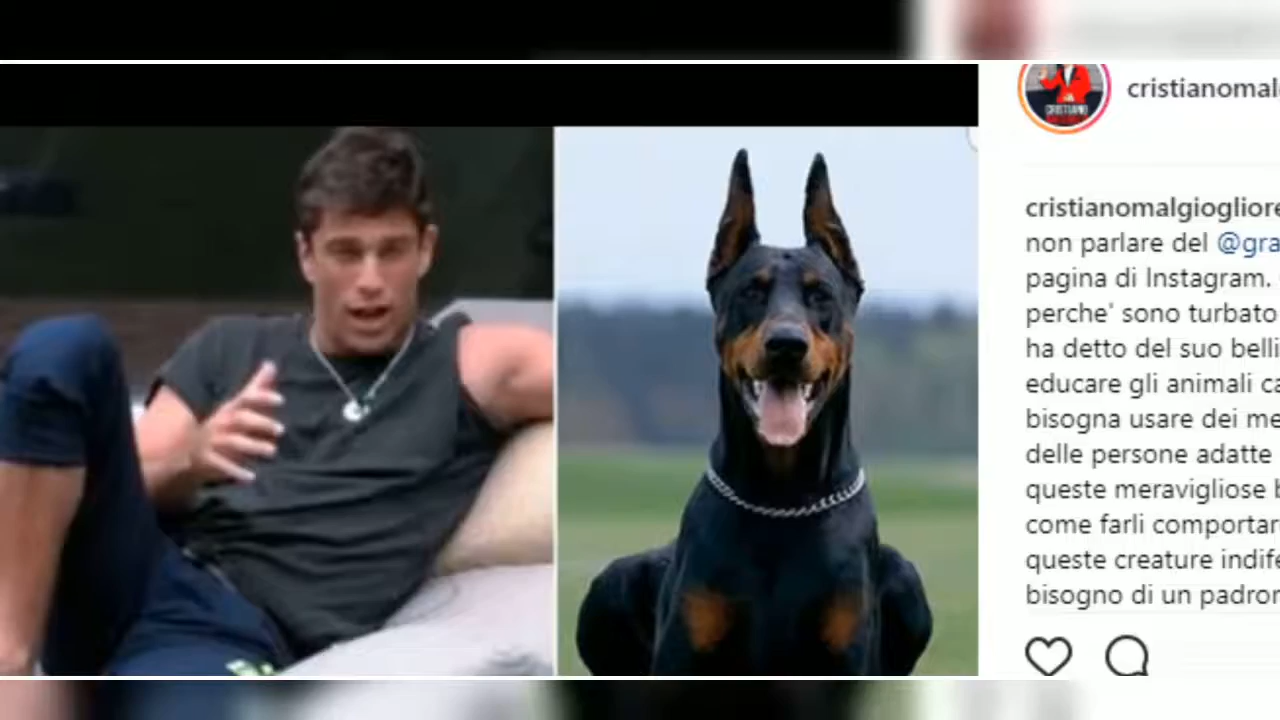 cristianomal
cristianomalgiogliore
non parlare del @gra
pagina di Instagram.
perche' sono turbato
ha detto del suo belli
educare gli animali ca
bisogna usare dei me
delle persone adatte
queste meravigliose b
come farli comportar
queste creature indife
bisogno di un padron
CRISTIANO